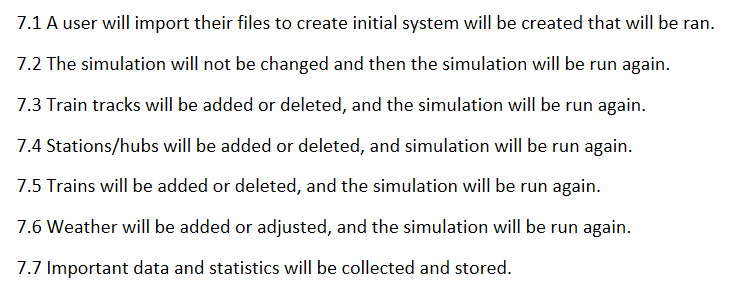 7.1 A user will import their files to create initial system will be created that will be ran.
7.2 The simulation will not be changed and then the simulation will be run again.
7.3 Train tracks will be added or deleted, and the simulation will be run again.
7.4 Stations/hubs will be added or deleted, and simulation will be run again.
7.5 Trains will be added or deleted, and the simulation will be run again.
7.6 Weather will be added or adjusted, and the simulation will be run again.
7.7 Important data and statistics will be collected and stored.